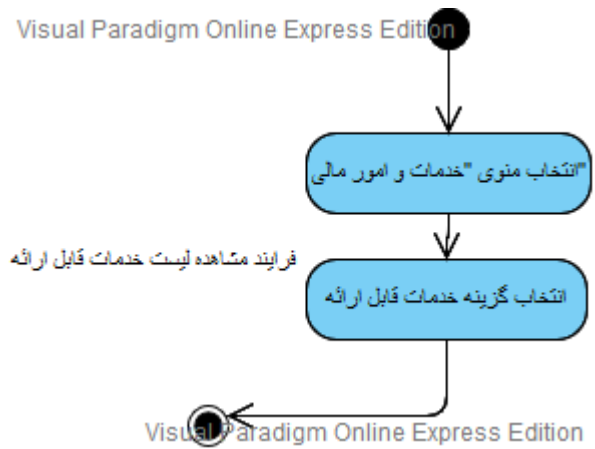 Visual Paradigm Online Express Edition
انتخاب منوی "خدمات و امور مالی"
فرایند مشاهده لیست خدمات قابل ارائه
انتخاب گزینه خدمات قابل ارائه
Visual Paradigm Online Express Edition